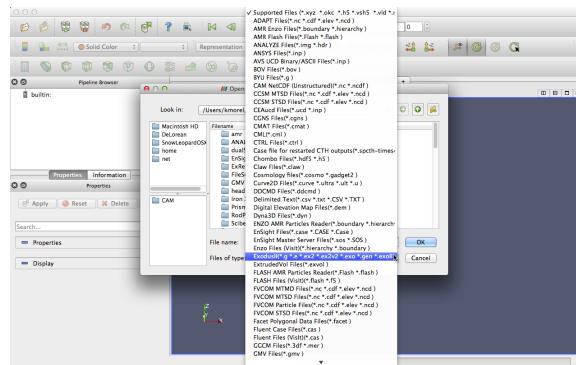 Solid Color
Representation
0
Pipeline Browser
builtin:
Properties
Information
Properties
Apply
Reset
Delete
Search...
Properties
Display
Look in:
Macintosh HD
DeLorean
home
net
CAM
Filename
amr
head
File name:
Files of type
OK
Cancel
Supported Files (*.xyz *.okc *.h5 *.vsh5 *.vld *.
ADAPT Files(*.nc *.cdf *.elev *.ncd )
AMR Enzo Files(*.boundary *.hierarchy )
AMR Flash Files(*.Flash *.flash )
ANALYZE Files(*.img *.hdr )
ANSYS Files(*.inp )
AVS UCD Binary/ASCII Files(*.inp )
BOV Files(*.bov )
BYU Files(*.g )
CAM NetCDF (Unstructured)(*.nc *.ncdf )
CCSM MTSD Files(*.nc *.cdf *.elev *.ncd )
CCSM STSD Files(*.nc *.cdf *.elev *.ncd )
CEAucd Files(*.ucd *.inp )
CGNS Files(*.cgns )
CMAT Files(*.cmat )
CML(*.cml )
CTRL Files(*.ctrl )
Case file for restarted CTH outputs(*.spcth-times
Chombo Files(*.hdf5 *.h5 )
Claw Files(*.claw )
Cosmology files(*.cosmo *.gadget2 )
Curve2D Files(*.curve *.ultra *.ult *.u )
DDCMD Files(*.ddcmd )
Delimited Text(*.csv *.txt *.CSV *.TXT )
Digital Elevation Map Files(*.dem )
Dyna3D Files(*.dyn )
ENZO AMR Particles Reader(*.boundary *.hierarchy
EnSight Files(*.case *.CASE *.Case )
EnSight Master Server Files(*.sos *.SOS )
Enzo Files (Visit)(*.hierarchy *.boundary )
ExodusII(*.g *.e *.ex2 *.ex2v2 *.exo *.gen *.exoII
ExtrudedVol Files(*.exvol )
FLASH AMR Particles Reader(*.Flash *.flash )
FLASH Files (Visit)(*.flash *.f5 )
FVCOM MTMD Files(*.nc *.cdf *.elev *.ncd )
FVCOM MTSD Files(*.nc *.cdf *.elev *.ncd )
FVCOM Particle Files(*.nc *.cdf *.elev *.ncd )
FVCOM STSD Files(*.nc *.cdf *.elev *.ncd )
Facet Polygonal Data Files(*.facet )
Fluent Case Files(*.cas )
Fluent Files (Visit)(*.cas )
GGCM Files(*.3df *.mer )
GMV Files(*.gmv )